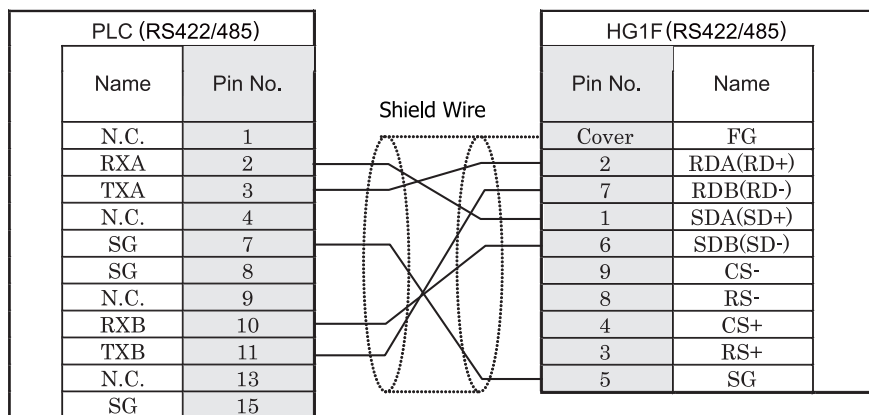 PLC (RS422/485)
Name Pin No.
N.C. 1
RXA 2
TXA 3
N.C. 4
SG 7
SG 8
N.C. 9
RXB 10
TXB 11
N.C. 13
SG 15
Shield Wire
HG1F(RS422/485)
Pin No. Name
Cover FG
2 RDA(RD+)
7 RDB(RD-)
1 SDA(SD+)
6 SDB(SD-)
9 CS-
8 RS-
4 CS+
3 RS+
5 SG